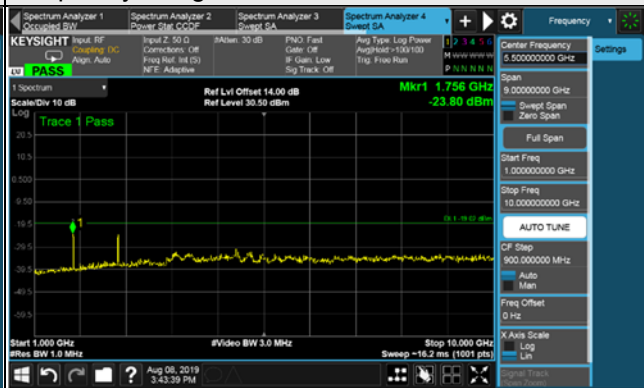 Spectrum Analyzer 1
Occupied BW
Spectrum Analyzer 2
Power Stat CCDF
Spectrum Analyzer 3
Swept SA
Spectrum Analyzer 4
Swept SA
Frequency
KEYSIGHT
Input: RF
Coupling: DC
Align: Auto
Input Z: 50 Ω
Corrections: Off
Freq Ref: Int (S)
NFE: Adaptive
#Atten: 30 dB
PNO: Fast
Gate: Off
IF Gain: Low
Sig Track: Off
Avg Type: Log Power
Avg|Hold:>100/100
Trig: Free Run
1 2 3 4 5 6
M W W W W W
P N N N N N
LXI
PASS
1 Spectrum
Scale/Div 10 dB
Ref Lvl Offset 14.00 dB
Ref Level 30.50 dBm
Mkr1 1.756 GHz
-23.80 dBm
Log
Trace 1 Pass
20.5
10.5
0.500
-9.50
-19.5
-29.5
-39.5
-49.5
-59.5
1
Start 1.000 GHz
#Res BW 1.0 MHz
#Video BW 3.0 MHz
Stop 10.000 GHz
Sweep ~16.2 ms (1001 pts)
Aug 08, 2019
3:43:39 PM
?
Center Frequency
5.500000000 GHz
Settings
Span
9.00000000 GHz
Swept Span
Zero Span
Full Span
Start Freq
1.000000000 GHz
Stop Freq
10.000000000 GHz
AUTO TUNE
CF Step
900.000000 MHz
Auto
Man
Freq Offset
0 Hz
X Axis Scale
Log
Lin
Signal Track
(Span Zoom)